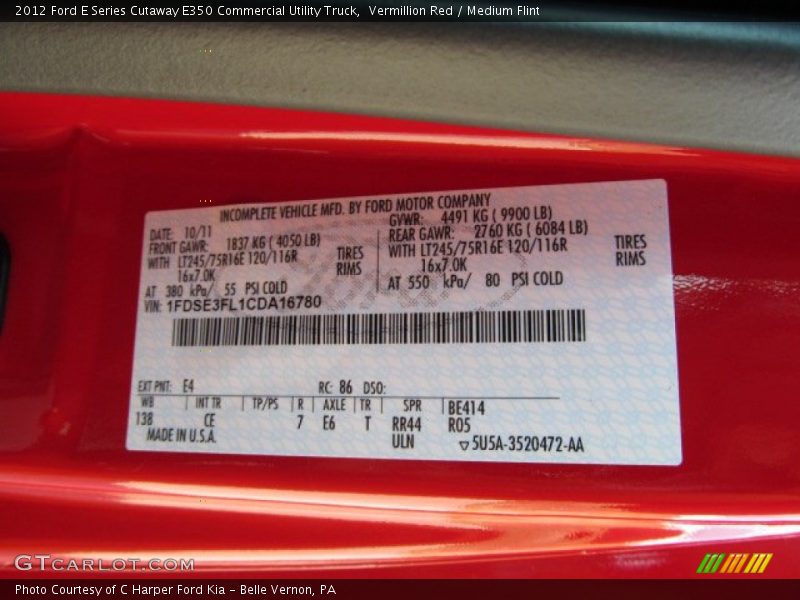 2012 Ford E Series Cutaway E350 Commercial Utility Truck,  Vermillion Red / Medium Flint
INCOMPLETE VEHICLE MFD. BY FORD MOTOR COMPANY
DATE: 10/11 GVWR: 4491 KG ( 9900 LB)
FRONT GAWR: 1837 KG ( 4050 LB) REAR GAWR: 2760 KG ( 6084 LB)
WITH LT245/75R16E 120/116R TIRES WITH LT245/75R16E 120/116R TIRES
16x7.0K RIMS 16x7.0K RIMS
AT 380 kPa/ 55 PSI COLD AT 550 kPa/ 80 PSI COLD
VIN: 1FDSE3FL1CDA16780
EXT PNT: E4 RC: 86 DSO:
WB INT TR TP/PS R AXLE TR SPR BE414
138 CE 7 E6 T RR44 R05
MADE IN U.S.A. ULN ▽5U5A-3520472-AA
GTCARLOT.COM
Photo Courtesy of C Harper Ford Kia – Belle Vernon, PA